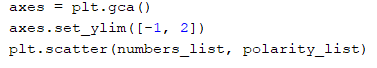 axes = plt.gca()
axes.set_ylim([-1, 2])
plt.scatter(numbers_list, polarity_list)